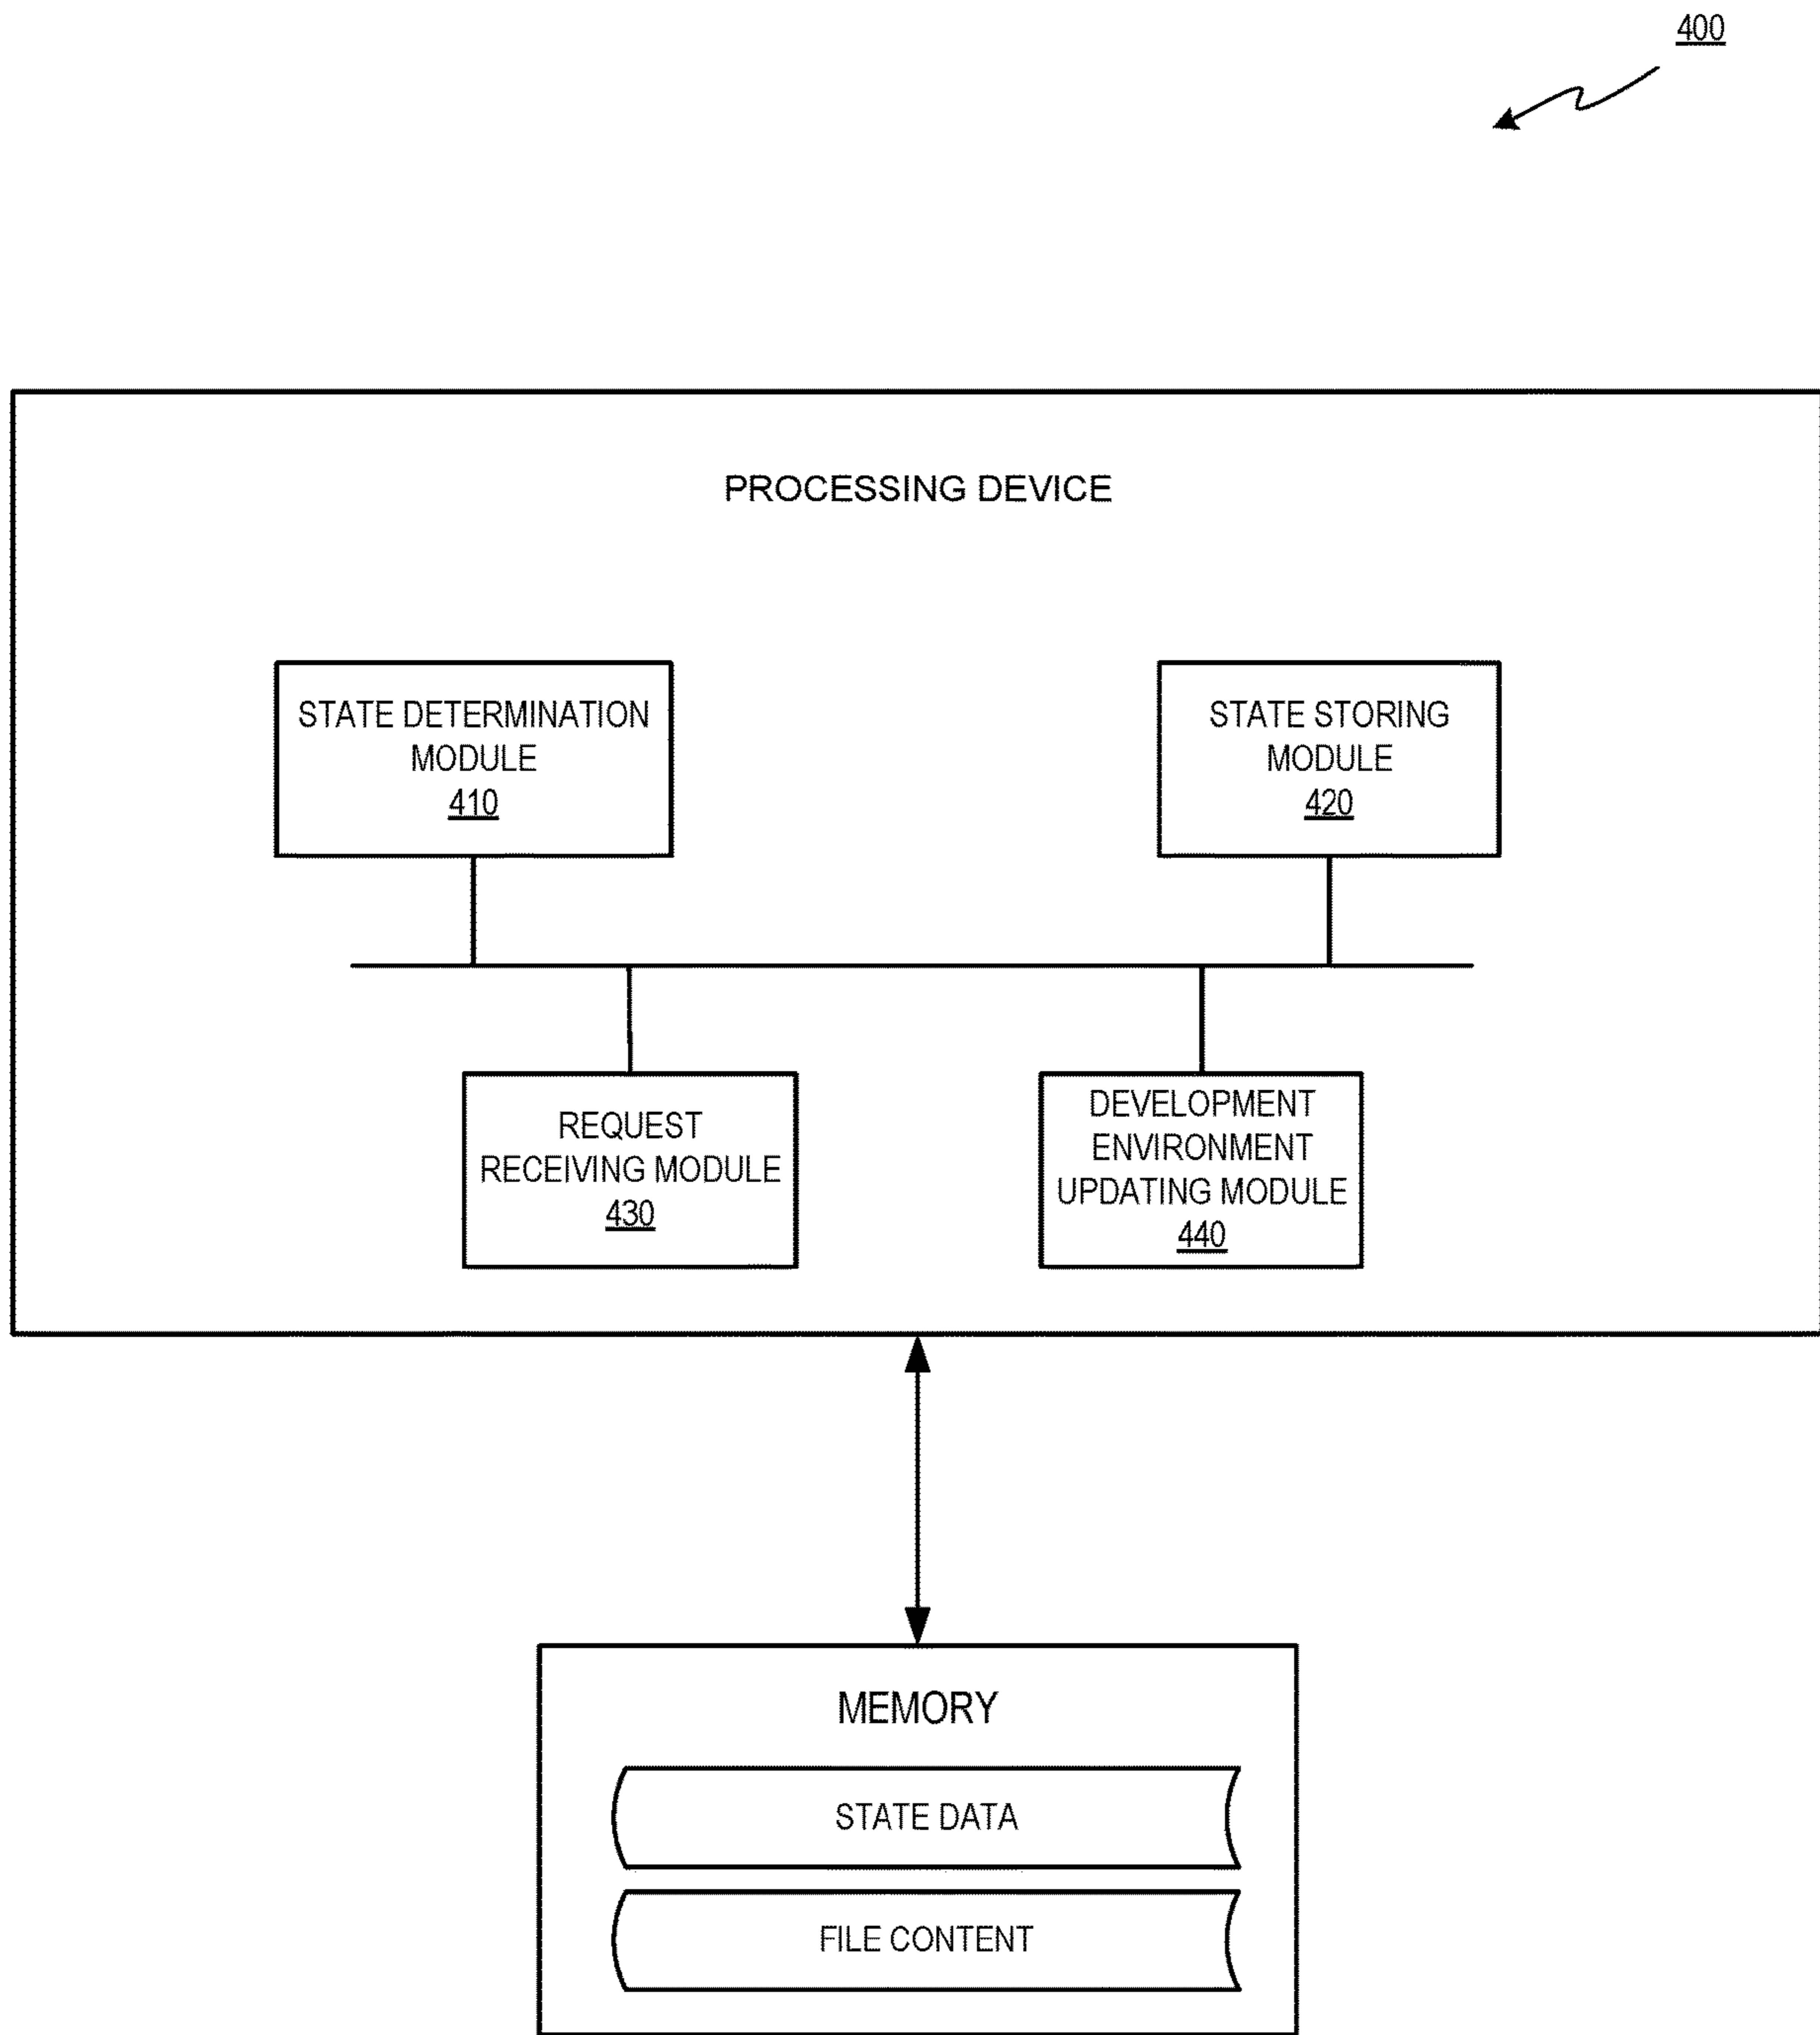 400
PROCESSING DEVICE
STATE DETERMINATION
MODULE
410
STATE STORING
MODULE
420
REQUEST
RECEIVING MODULE
430
DEVELOPMENT
ENVIRONMENT
UPDATING MODULE
440
MEMORY
STATE DATA
FILE CONTENT